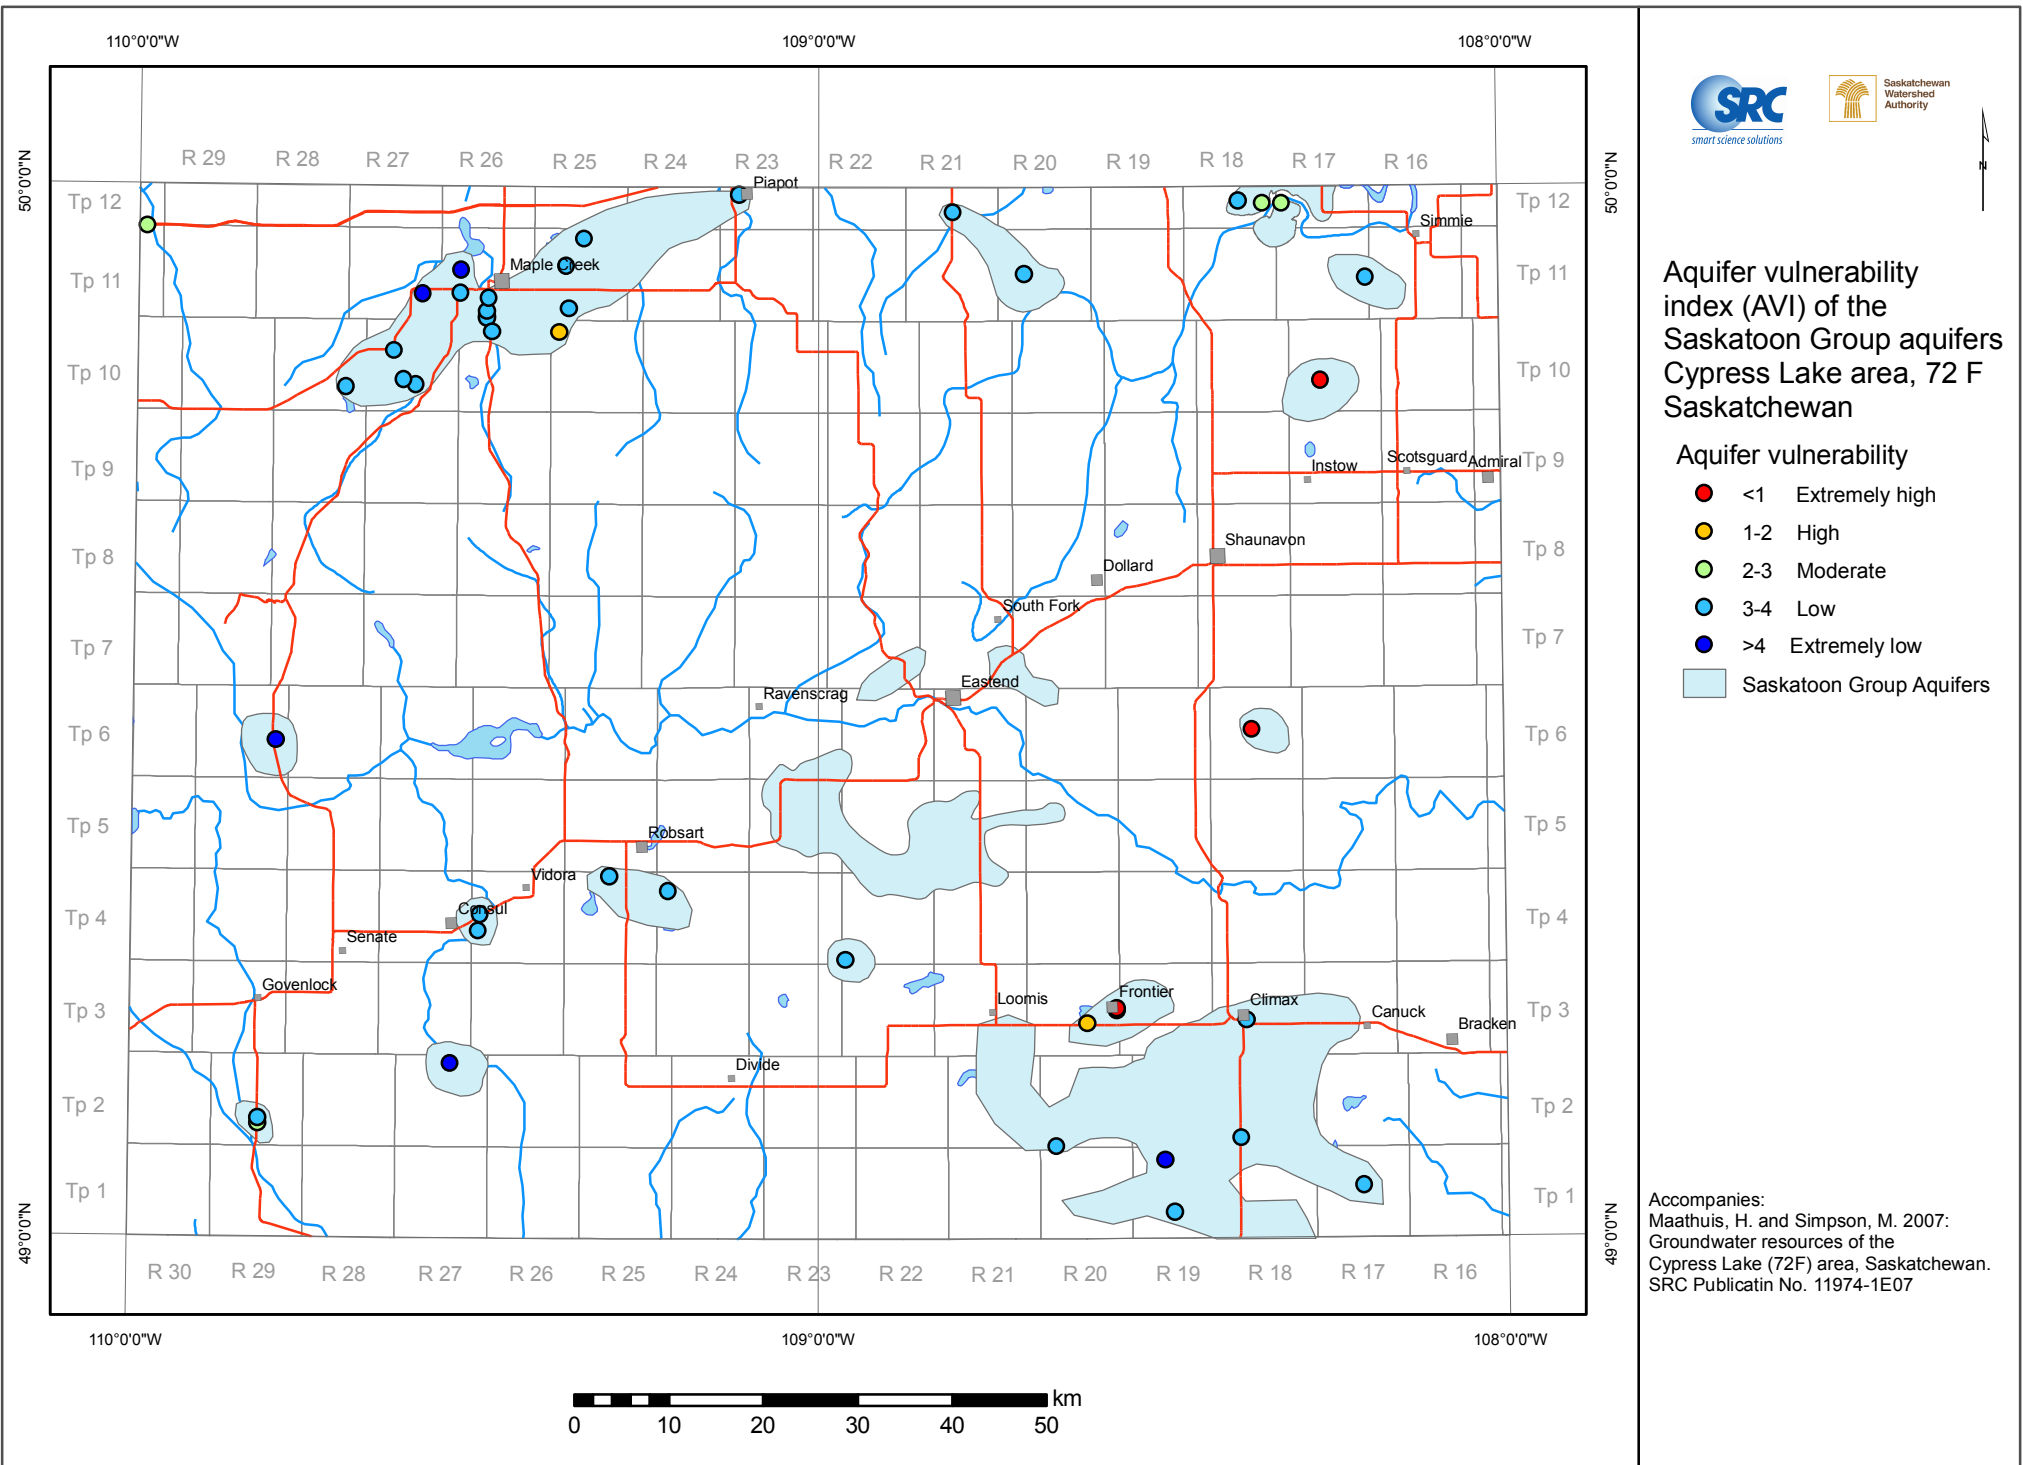 110°0'0"W
109°0'0"W
108°0'0"W
50°0'0"N
50°0'0"N
R 29
R 28
R 27
R 26
R 25
R 24
R 23
R 22
R 21
R 20
R 19
R 18
R 17
R 16
Piapot
Tp 12
Tp 12
Simmie
Maple Creek
Tp 11
Tp 11
Tp 10
Tp 10
Tp 9
Instow
Scotsguard
Admiral
Tp 9
Tp 8
Shaunavon
Tp 8
Dollard
South Fork
Tp 7
Tp 7
Eastend
Ravenscrag
Tp 6
Tp 6
Tp 5
Robsart
Tp 5
Vidora
Consul
Tp 4
Tp 4
Senate
Govenlock
Loomis
Frontier
Climax
Canuck
Bracken
Tp 3
Tp 3
Divide
Tp 2
Tp 2
Tp 1
Tp 1
49°0'0"N
49°0'0"N
R 30
R 29
R 28
R 27
R 26
R 25
R 24
R 23
R 22
R 21
R 20
R 19
R 18
R 17
R 16
110°0'0"W
109°0'0"W
108°0'0"W
km
0 10 20 30 40 50
SRC
smart science solutions
Saskatchewan
Watershed
Authority
N
Aquifer vulnerability
index (AVI) of the
Saskatoon Group aquifers
Cypress Lake area, 72 F
Saskatchewan
Aquifer vulnerability
<1 Extremely high
1-2 High
2-3 Moderate
3-4 Low
>4 Extremely low
Saskatoon Group Aquifers
Accompanies:
Maathuis, H. and Simpson, M. 2007:
Groundwater resources of the
Cypress Lake (72F) area, Saskatchewan.
SRC Publicatin No. 11974-1E07